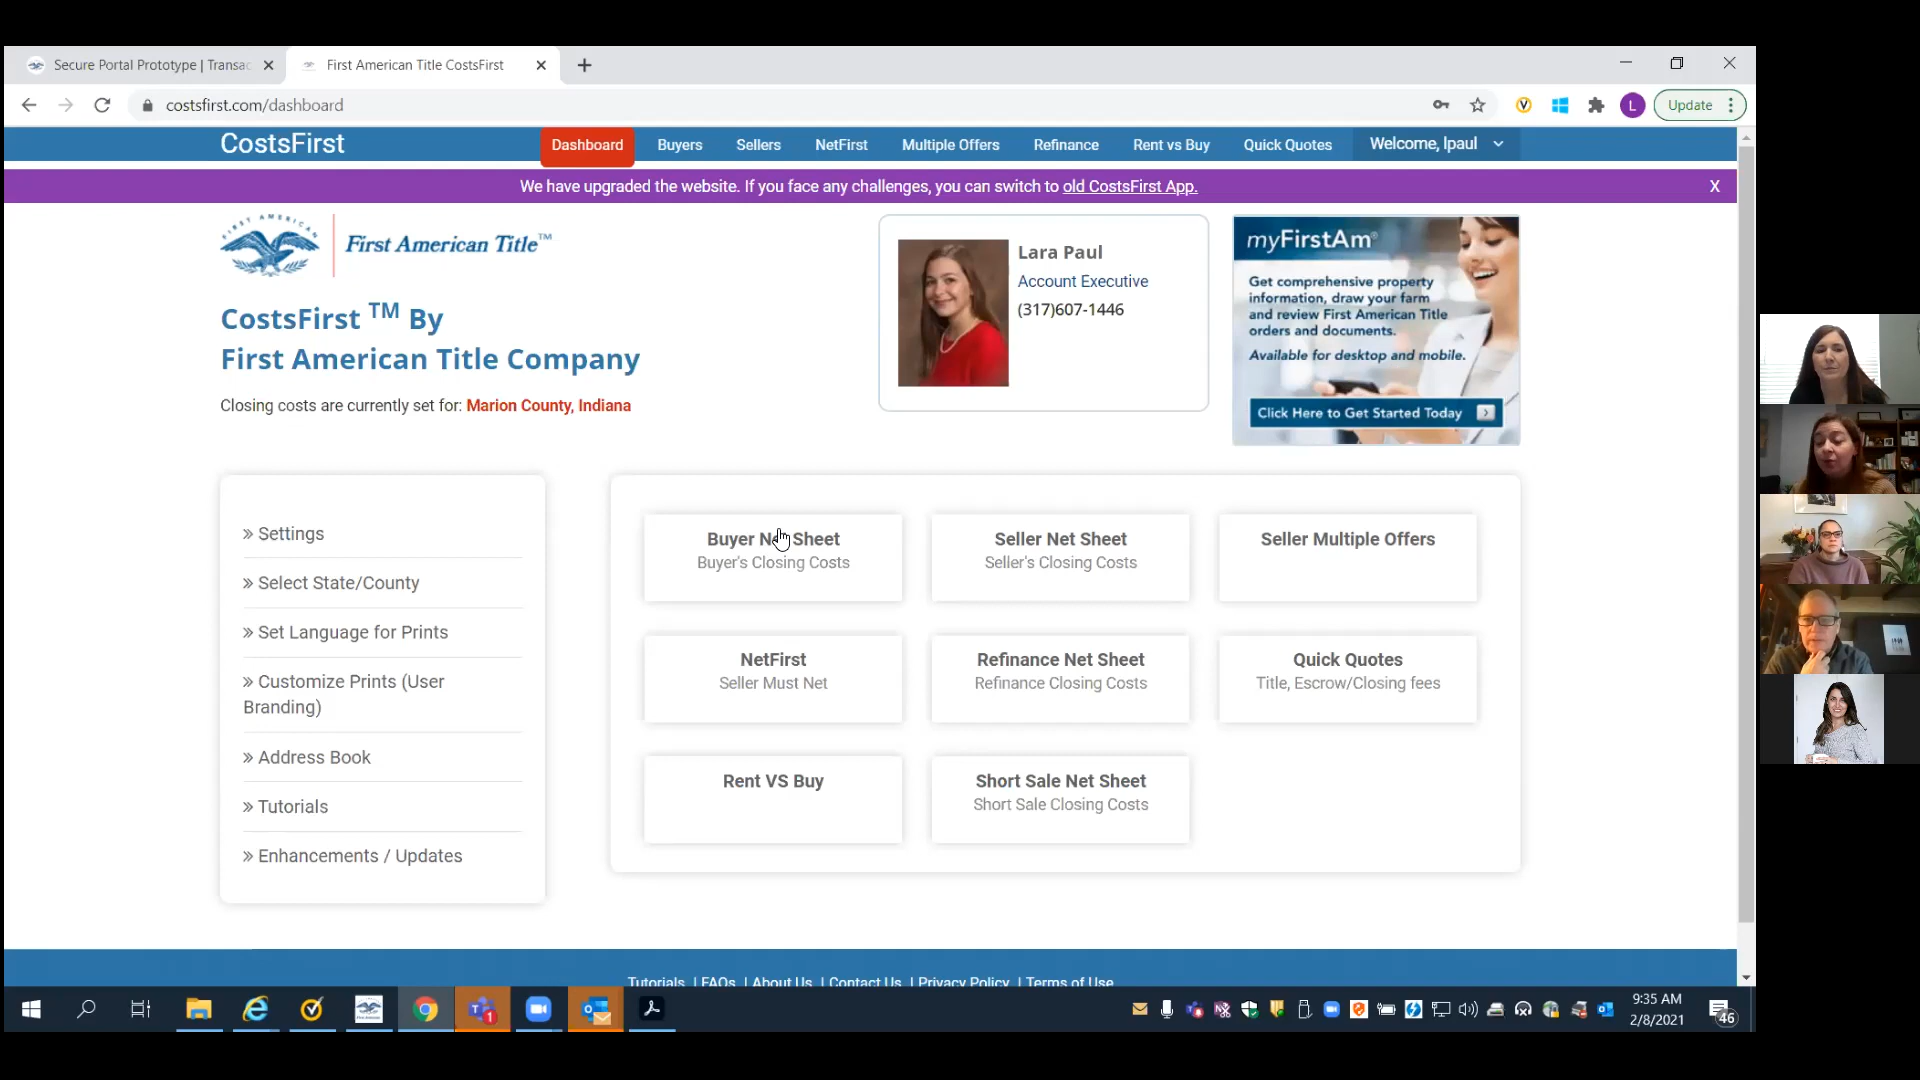 Secure Portal Prototype | Transac
First American Title CostsFirst
costsfirst.com/dashboard
L
Update
CostsFirst
Dashboard
Buyers
Sellers
NetFirst
Multiple Offers
Refinance
Rent vs Buy
Quick Quotes
Welcome, lpaul
We have upgraded the website. If you face any challenges, you can switch to old CostsFirst App.
X
FIRST AMERICAN
First American Title™
CostsFirst TM By
First American Title Company
Closing costs are currently set for: Marion County, Indiana
Lara Paul
Account Executive
(317)607-1446
myFirstAm®
Get comprehensive property
information, draw your farm
and review First American Title
orders and documents.
Available for desktop and mobile.
Click Here to Get Started Today
» Settings
» Select State/County
» Set Language for Prints
» Customize Prints (User
Branding)
» Address Book
» Tutorials
» Enhancements / Updates
Buyer Net Sheet
Buyer's Closing Costs
Seller Net Sheet
Seller's Closing Costs
Seller Multiple Offers
NetFirst
Seller Must Net
Refinance Net Sheet
Refinance Closing Costs
Quick Quotes
Title, Escrow/Closing fees
Rent VS Buy
Short Sale Net Sheet
Short Sale Closing Costs
Tutorials | FAQs | About Us | Contact Us | Privacy Policy | Terms of Use
1
9:35 AM
2/8/2021
46